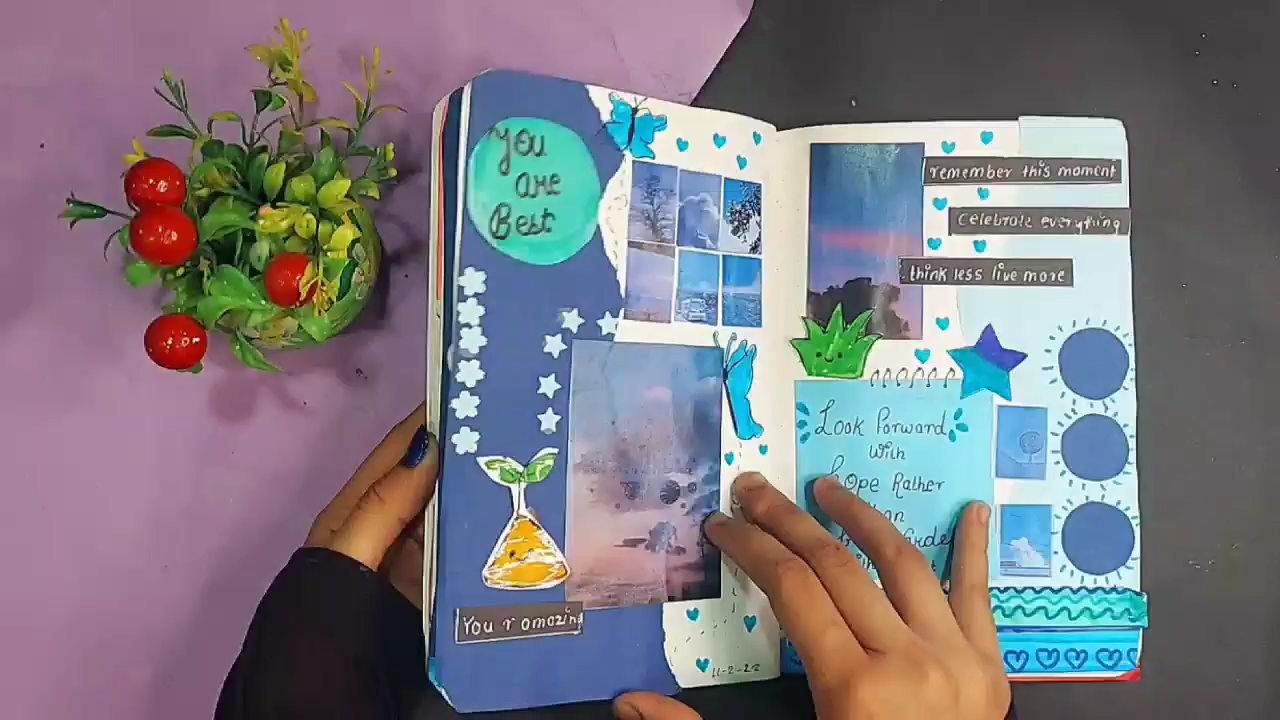 You
are
Best
You r amazing
11-21-22
remember this moment
Celebrate everything
think less live more
Look Forward
With
Hope Rather